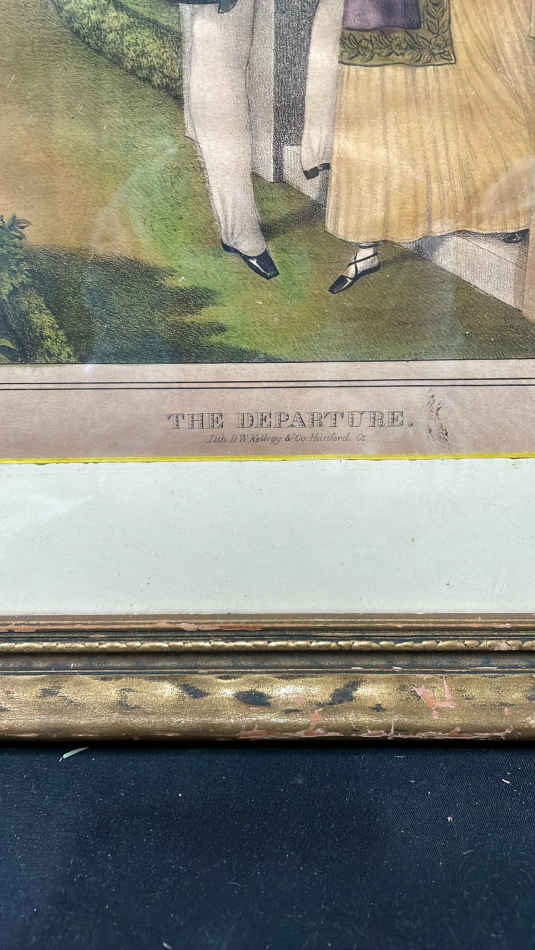 THE DEPARTURE.
Lith. D.W. Kellogg & Co. Hartford. Ct.